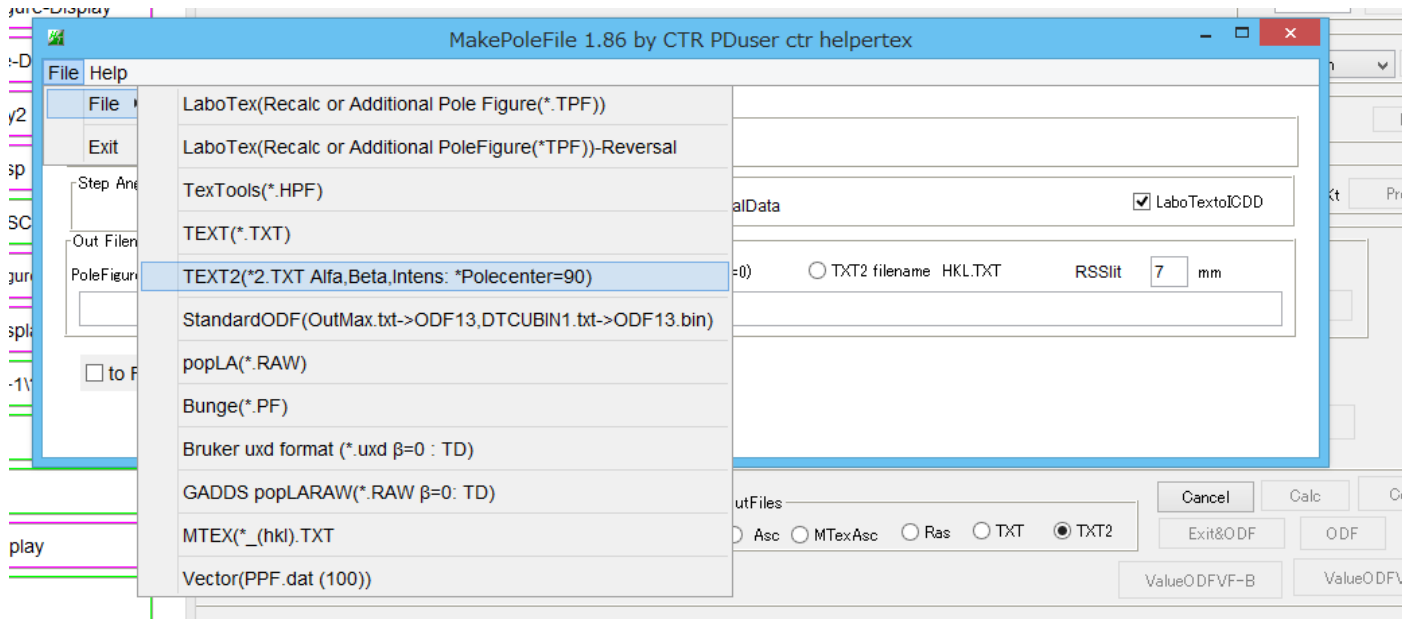 MakePoleFile 1.86 by CTR PDuser ctr helpertex
File Help
File
Exit
LaboTex(Recalc or Additional Pole Figure(*.TPF))
LaboTex(Recalc or Additional PoleFigure(*TPF))-Reversal
TexTools(*.HPF)
TEXT(*.TXT)
TEXT2(*2.TXT Alfa,Beta,Intens: *Polecenter=90)
StandardODF(OutMax.txt->ODF13,DTCUBIN1.txt->ODF13.bin)
popLA(*.RAW)
Bunge(*.PF)
Bruker uxd format (*.uxd β=0 : TD)
GADDS popLARAW(*.RAW β=0: TD)
MTEX(*_(hkl).TXT
Vector(PPF.dat (100))
Step Ang
alData
LaboTextoICDD
Out Filen
PoleFigur
=0)
TXT2 filename HKL.TXT
RSSlit 7 mm
to F
utFiles
Asc MTexAsc Ras TXT TXT2
Cancel Calc
Exit&ODF ODF
ValueODFVF-B ValueODFV
play